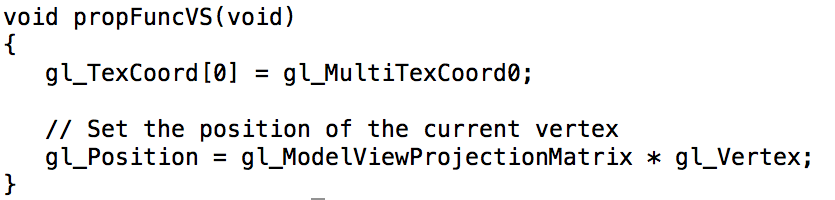 void propFuncVS(void)
{
   gl_TexCoord[0] = gl_MultiTexCoord0;

   // Set the position of the current vertex
   gl_Position = gl_ModelViewProjectionMatrix * gl_Vertex;
}